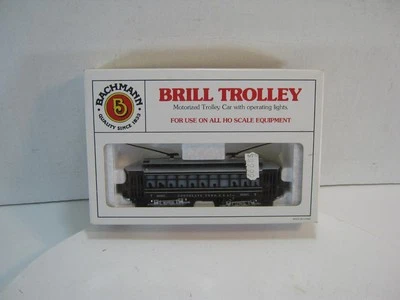 BACHMANN
B
QUALITY SINCE 1833
BRILL TROLLEY
Motorized Trolley Car with operating lights.
FOR USE ON ALL HO SCALE EQUIPMENT